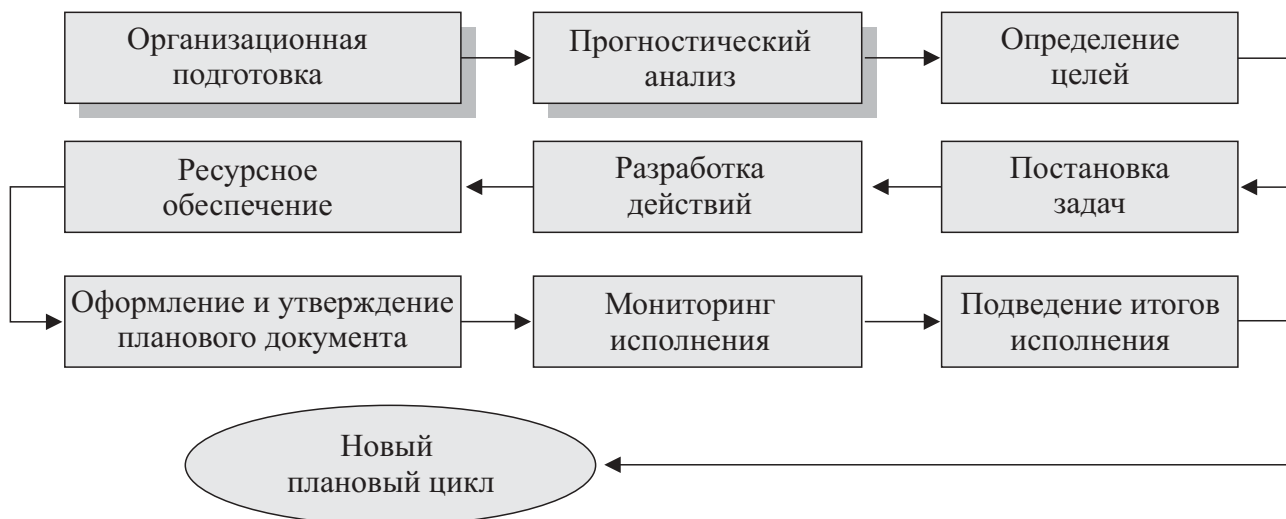 Организационная
подготовка
Прогностический
анализ
Определение
целей
Ресурсное
обеспечение
Разработка
действий
Постановка
задач
Оформление и утверждение
планового документа
Мониторинг
исполнения
Подведение итогов
исполнения
Новый
плановый цикл